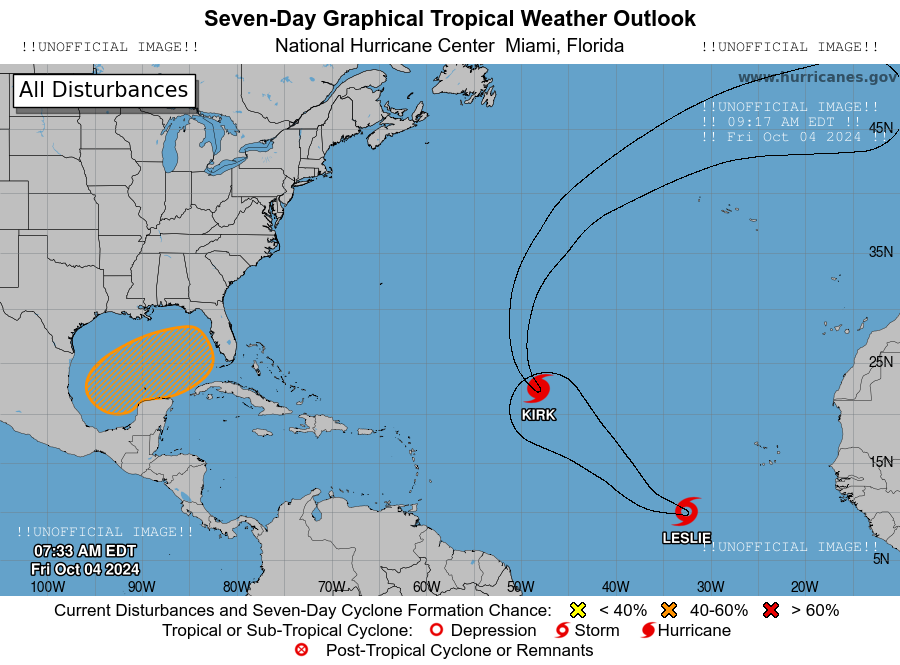 Seven-Day Graphical Tropical Weather Outlook
!!UNOFFICIAL IMAGE!! National Hurricane Center Miami, Florida !!UNOFFICIAL IMAGE!!
All Disturbances
www.hurricanes.gov
!!UNOFFICIAL IMAGE!!
!! 09:17 AM EDT !!
!! Fri Oct 04 2024 !!
45N
35N
25N
KIRK
15N
LESLIE
!!UNOFFICIAL IMAGE!!
!!UNOFFICIAL IMAGE!!
07:33 AM EDT
5N
Fri Oct 04 2024
100W 90W 80W 70W 60W 50W 40W 30W 20W
Current Disturbances and Seven-Day Cyclone Formation Chance: < 40% 40-60% > 60%
Tropical or Sub-Tropical Cyclone: Depression Storm Hurricane
Post-Tropical Cyclone or Remnants